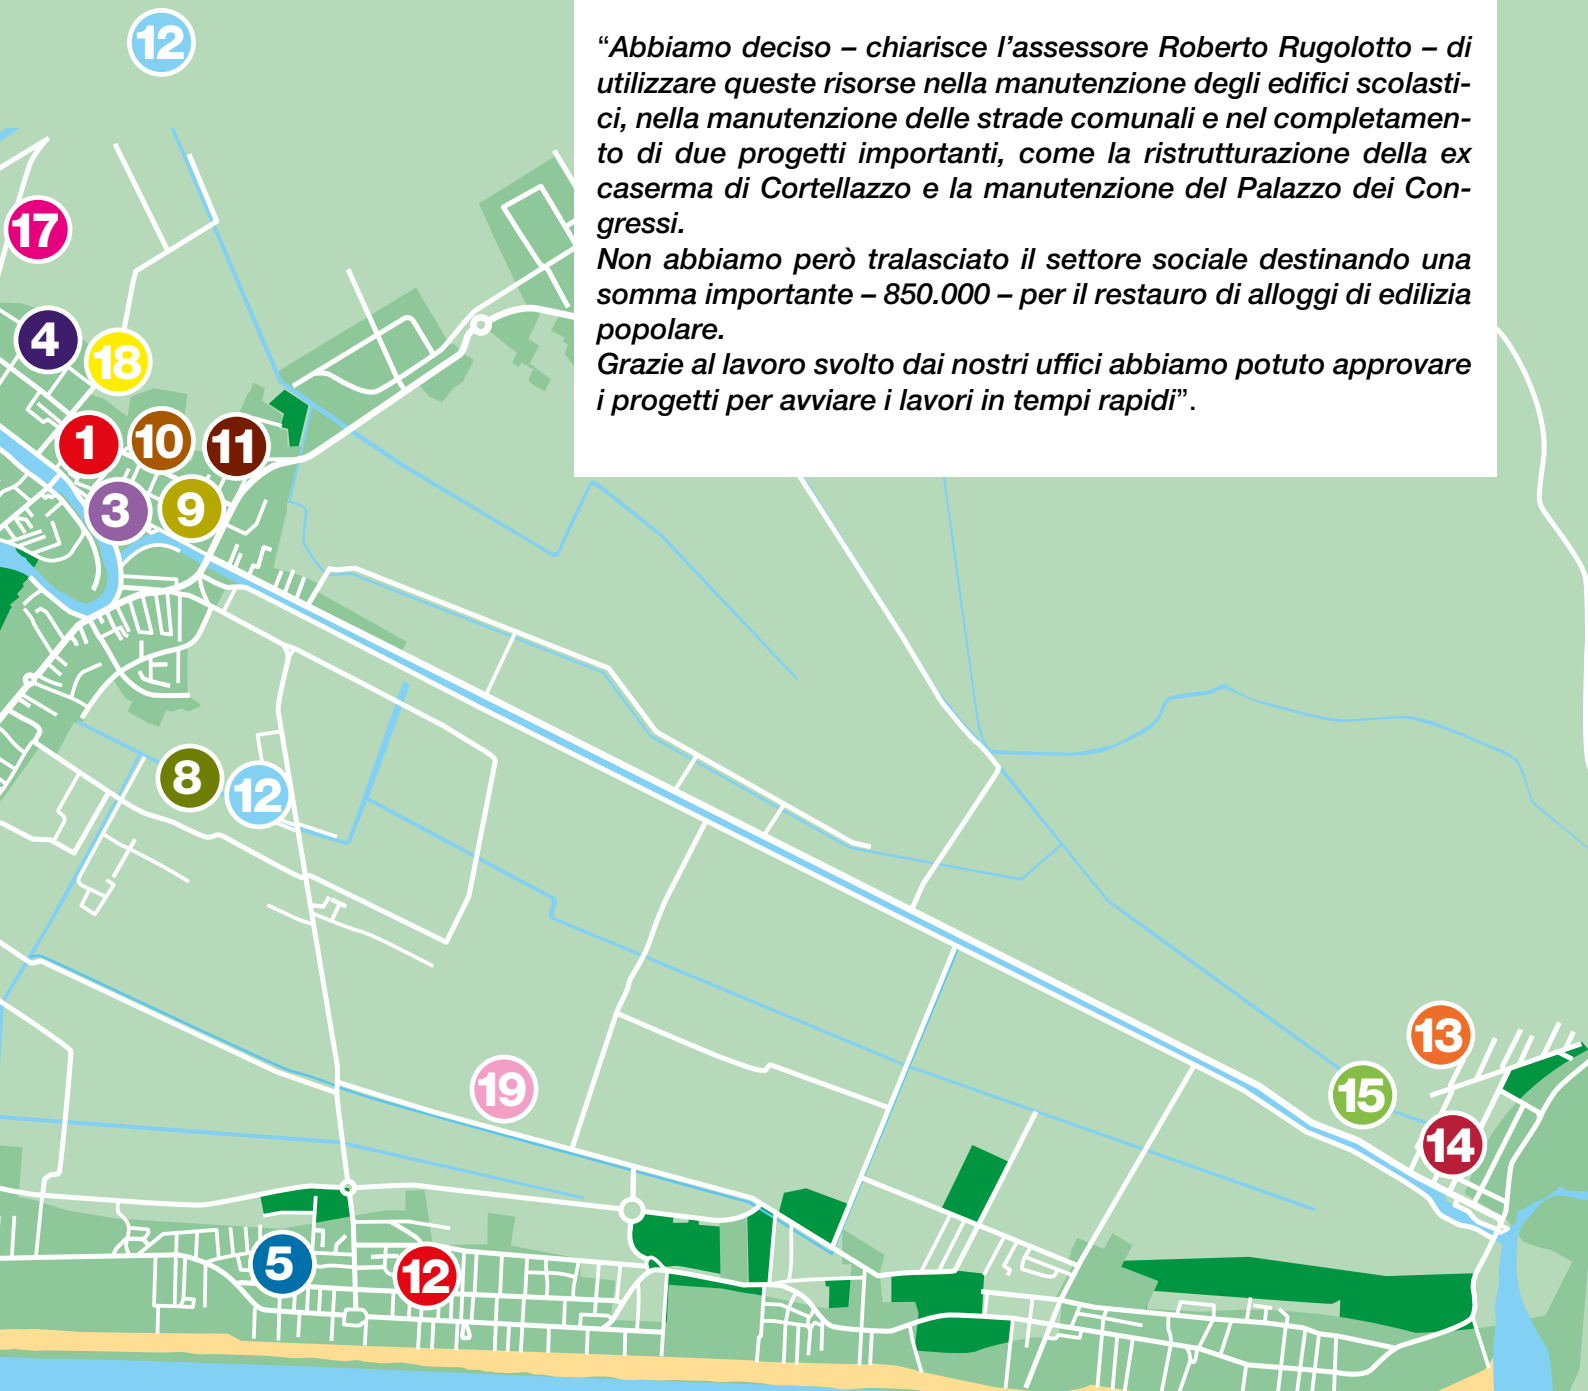 12
“Abbiamo deciso – chiarisce l’assessore Roberto Rugolotto – di
utilizzare queste risorse nella manutenzione degli edifici scolasti-
ci, nella manutenzione delle strade comunali e nel completamen-
to di due progetti importanti, come la ristrutturazione della ex
caserma di Cortellazzo e la manutenzione del Palazzo dei Con-
gressi.
Non abbiamo però tralasciato il settore sociale destinando una
somma importante – 850.000 – per il restauro di alloggi di edilizia
popolare.
Grazie al lavoro svolto dai nostri uffici abbiamo potuto approvare
i progetti per avviare i lavori in tempi rapidi”.
17
4
18
1
10
11
3
9
8
12
19
13
15
14
5
12